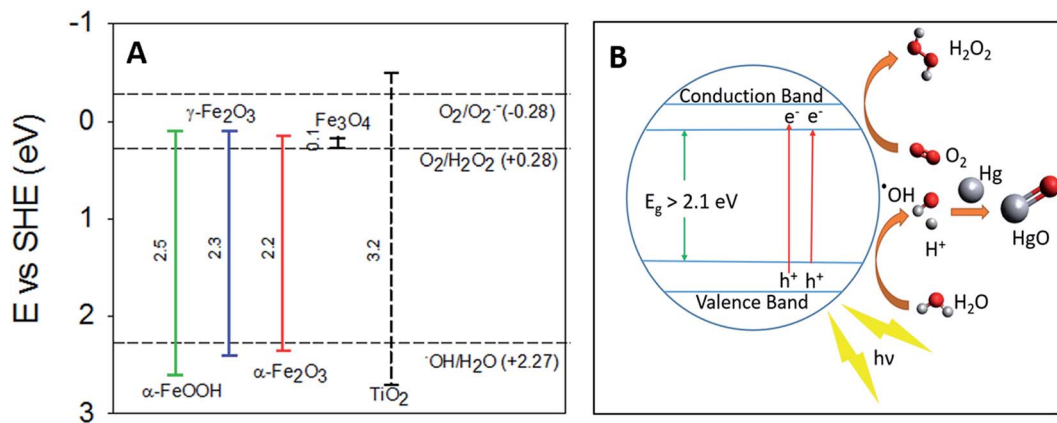 A
E vs SHE (eV)
-1
0
1
2
3
γ-Fe₂O₃
Fe₃O₄
0.1
O₂/O₂·⁻(-0.28)
O₂/H₂O₂ (+0.28)
2.5
2.3
2.2
3.2
·OH/H₂O (+2.27)
α-FeOOH
α-Fe₂O₃
TiO₂
B
Conduction Band
e⁻ e⁻
E₉ > 2.1 eV
h⁺ h⁺
Valence Band
hν
H₂O₂
O₂
Hg
·OH
H⁺
HgO
H₂O